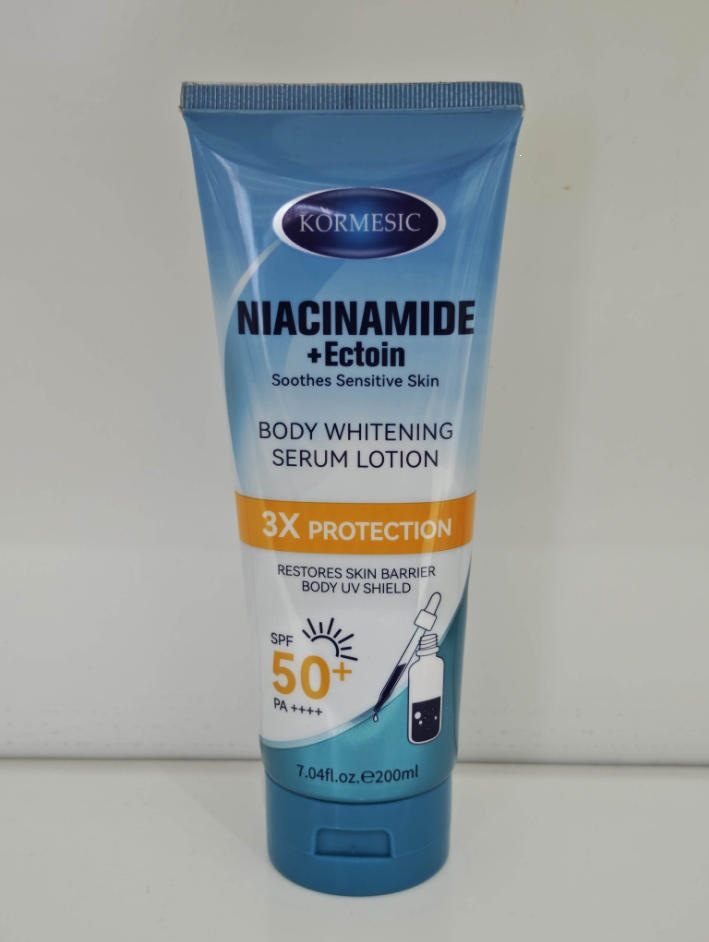 KÖRMESIC
NIACINAMIDE
+Ectoin
Soothes Sensitive Skin
BODY WHITENING
SERUM LOTION
3X PROTECTION
RESTORES SKIN BARRIER
BODY UV SHIELD
SPF
50+
PA ++++
7.04fl.oz.℮200ml